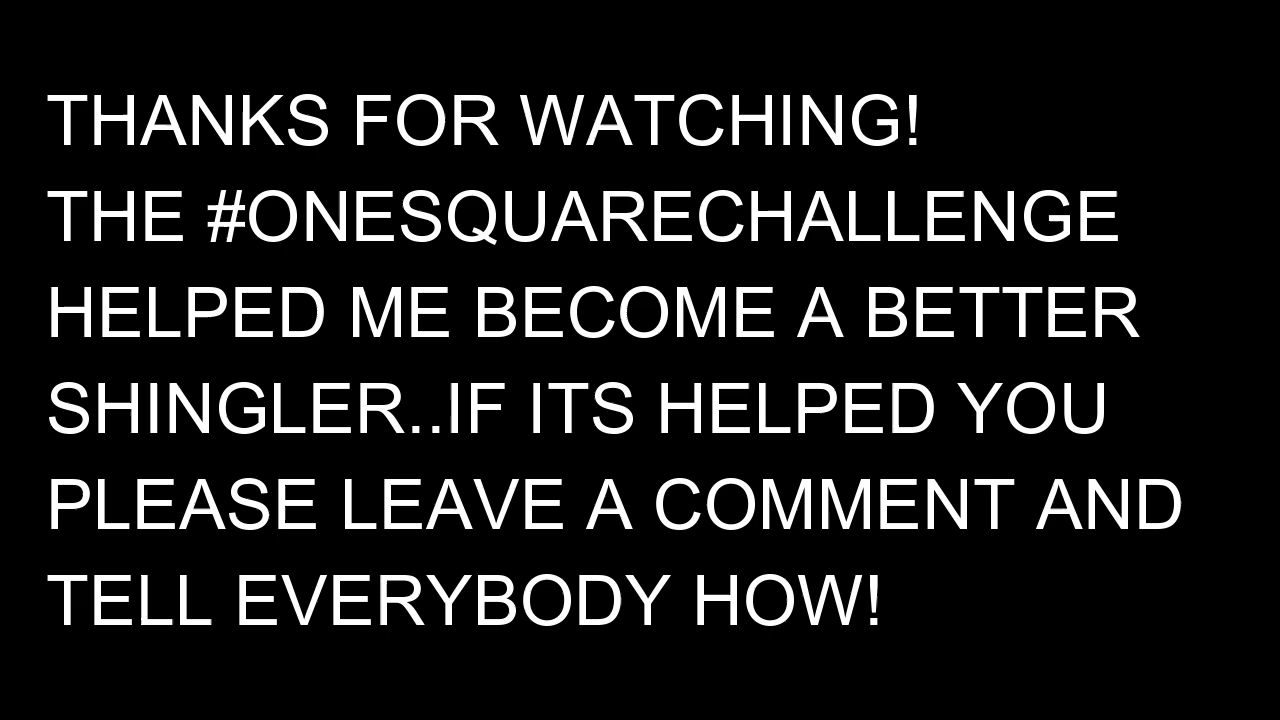 THANKS FOR WATCHING!
THE #ONESQUARECHALLENGE
HELPED ME BECOME A BETTER
SHINGLER..IF ITS HELPED YOU
PLEASE LEAVE A COMMENT AND
TELL EVERYBODY HOW!